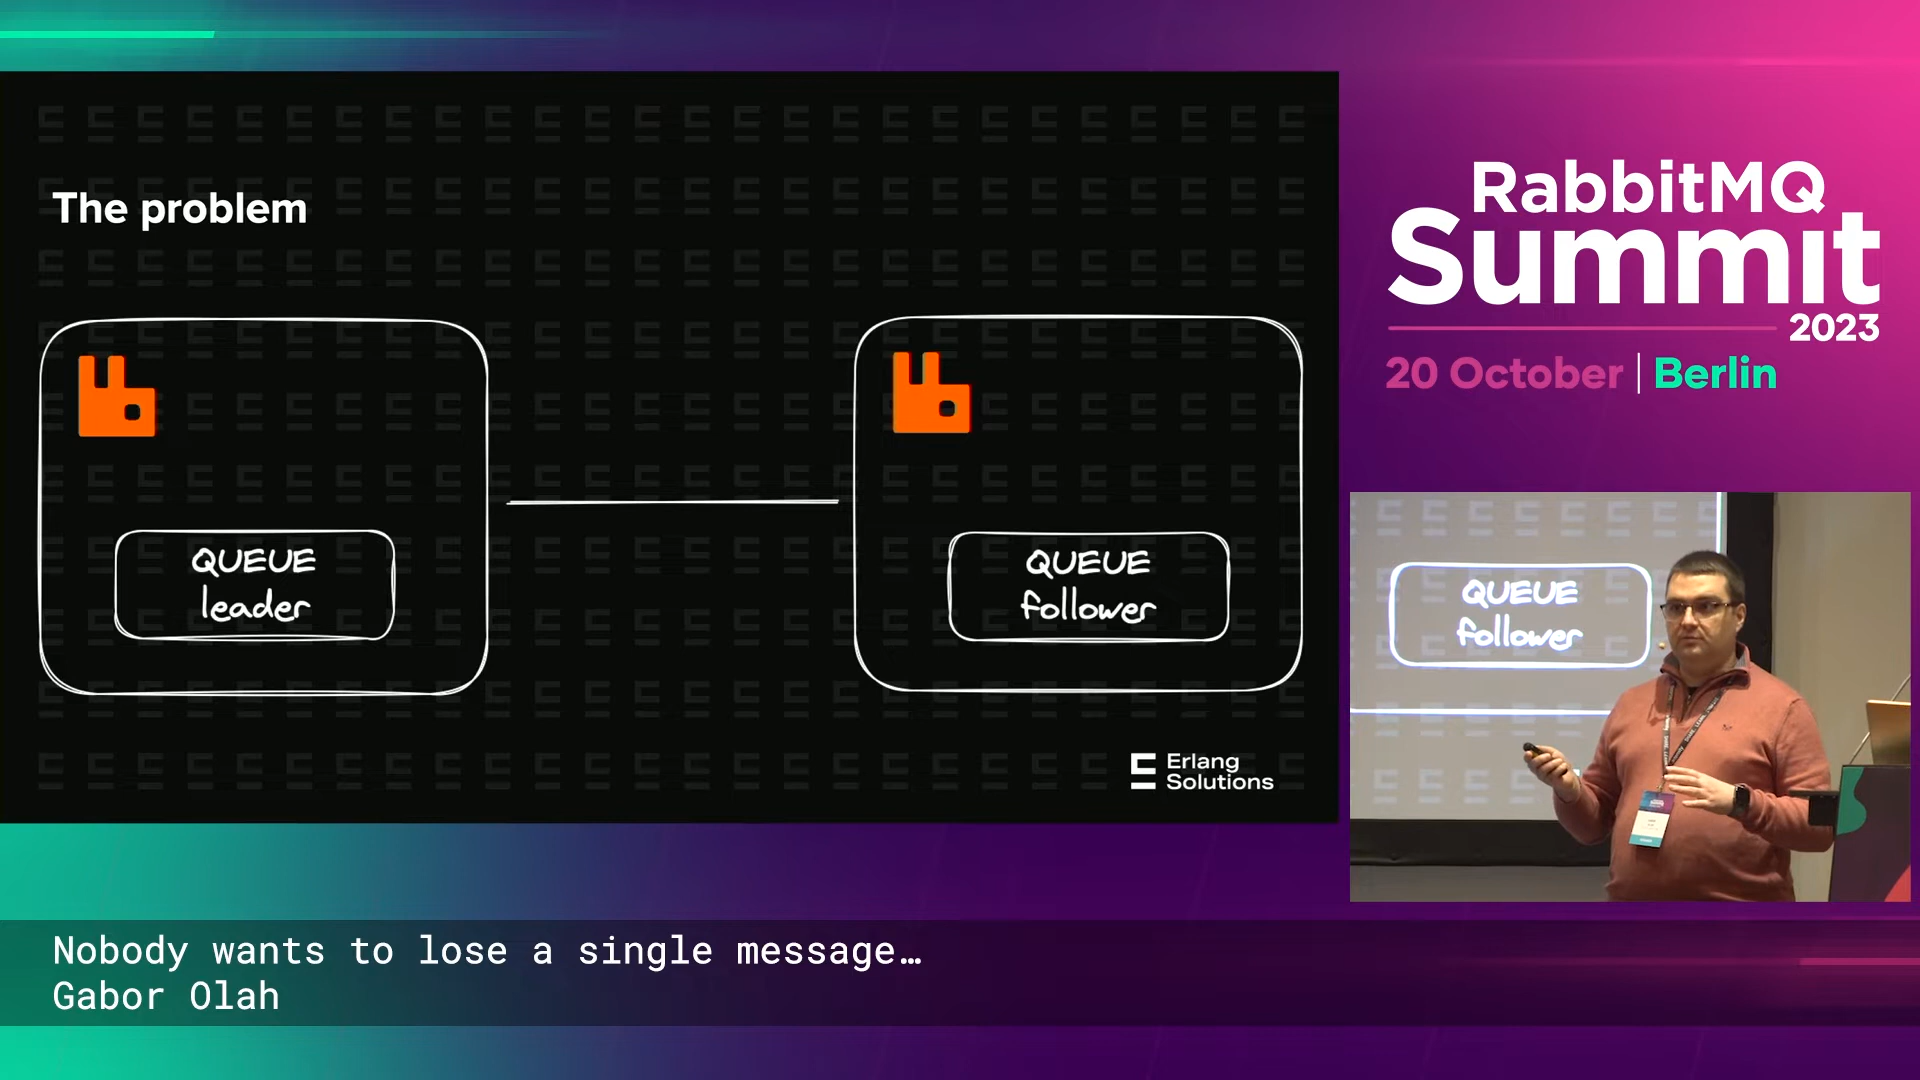 The problem
QUEUE
leader
QUEUE
follower
Erlang
Solutions
RabbitMQ
Summit
2023
20 October | Berlin
QUEUE
follower
Nobody wants to lose a single message…
Gabor Olah